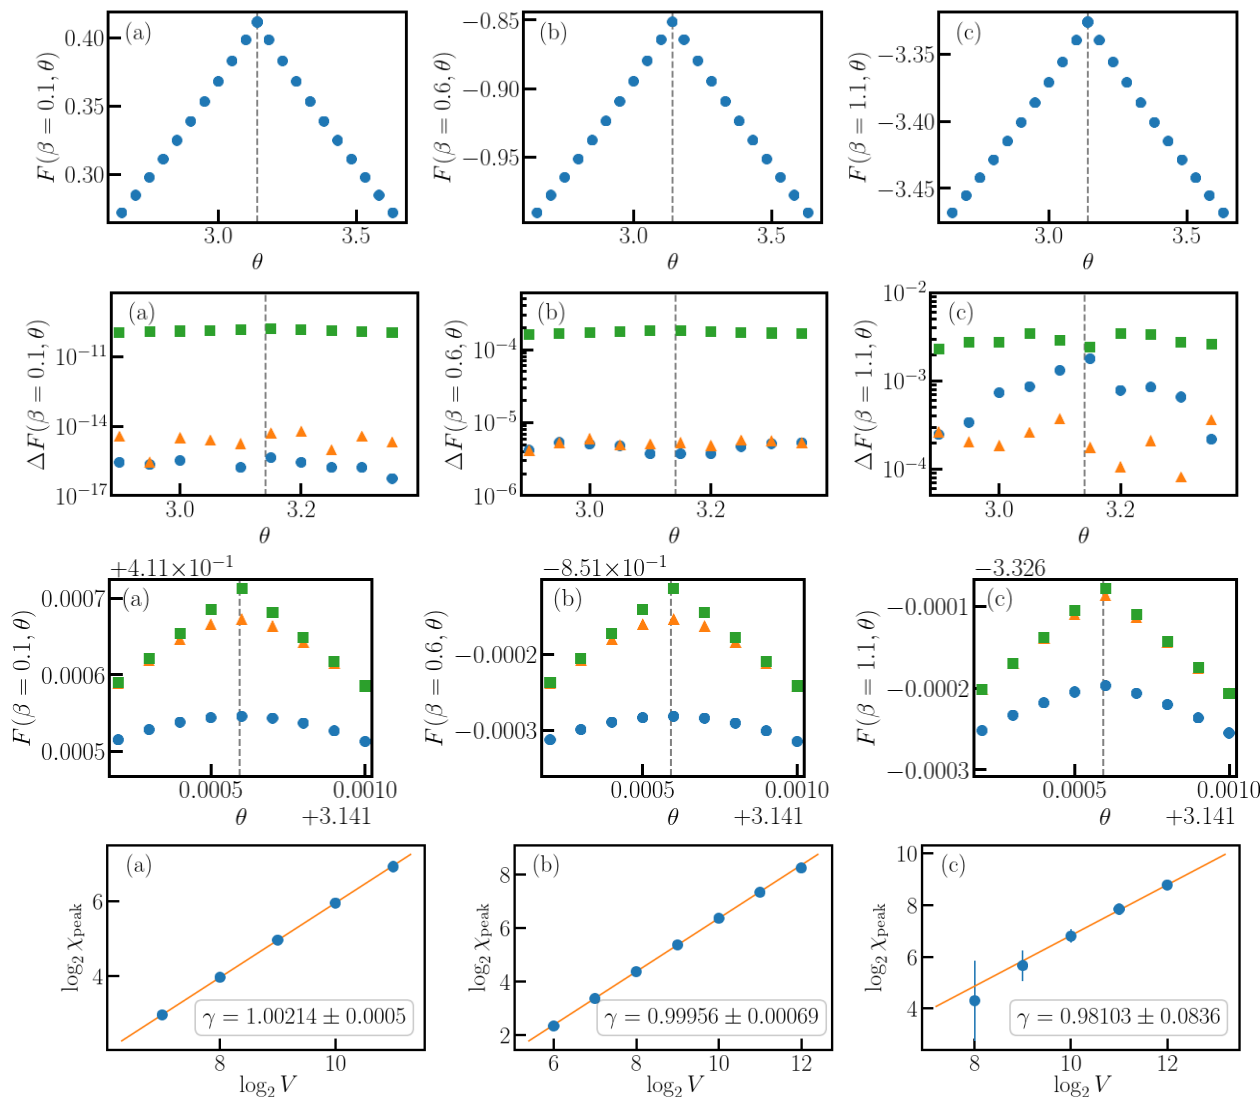 (a)
F(β = 0.1, θ)
0.40
0.35
0.30
3.0
3.5
θ
(b)
F(β = 0.6, θ)
−0.85
−0.90
−0.95
3.0
3.5
θ
(c)
F(β = 1.1, θ)
−3.35
−3.40
−3.45
3.0
3.5
θ
(a)
ΔF(β = 0.1, θ)
10⁻¹¹
10⁻¹⁴
10⁻¹⁷
3.0
3.2
θ
(b)
ΔF(β = 0.6, θ)
10⁻⁴
10⁻⁵
10⁻⁶
3.0
3.2
θ
(c)
ΔF(β = 1.1, θ)
10⁻²
10⁻³
10⁻⁴
3.0
3.2
θ
+4.11×10⁻¹
(a)
F(β = 0.1, θ)
0.0007
0.0006
0.0005
0.0005
0.0010
θ
+3.141
−8.51×10⁻¹
(b)
F(β = 0.6, θ)
−0.0002
−0.0003
0.0005
0.0010
θ
+3.141
−3.326
(c)
F(β = 1.1, θ)
−0.0001
−0.0002
−0.0003
0.0005
0.0010
θ
+3.141
(a)
log₂ χpeak
6
4
γ = 1.00214 ± 0.0005
8
10
log₂ V
(b)
log₂ χpeak
8
6
4
2
γ = 0.99956 ± 0.00069
6
8
10
12
log₂ V
(c)
log₂ χpeak
10
8
6
4
γ = 0.98103 ± 0.0836
8
10
12
log₂ V